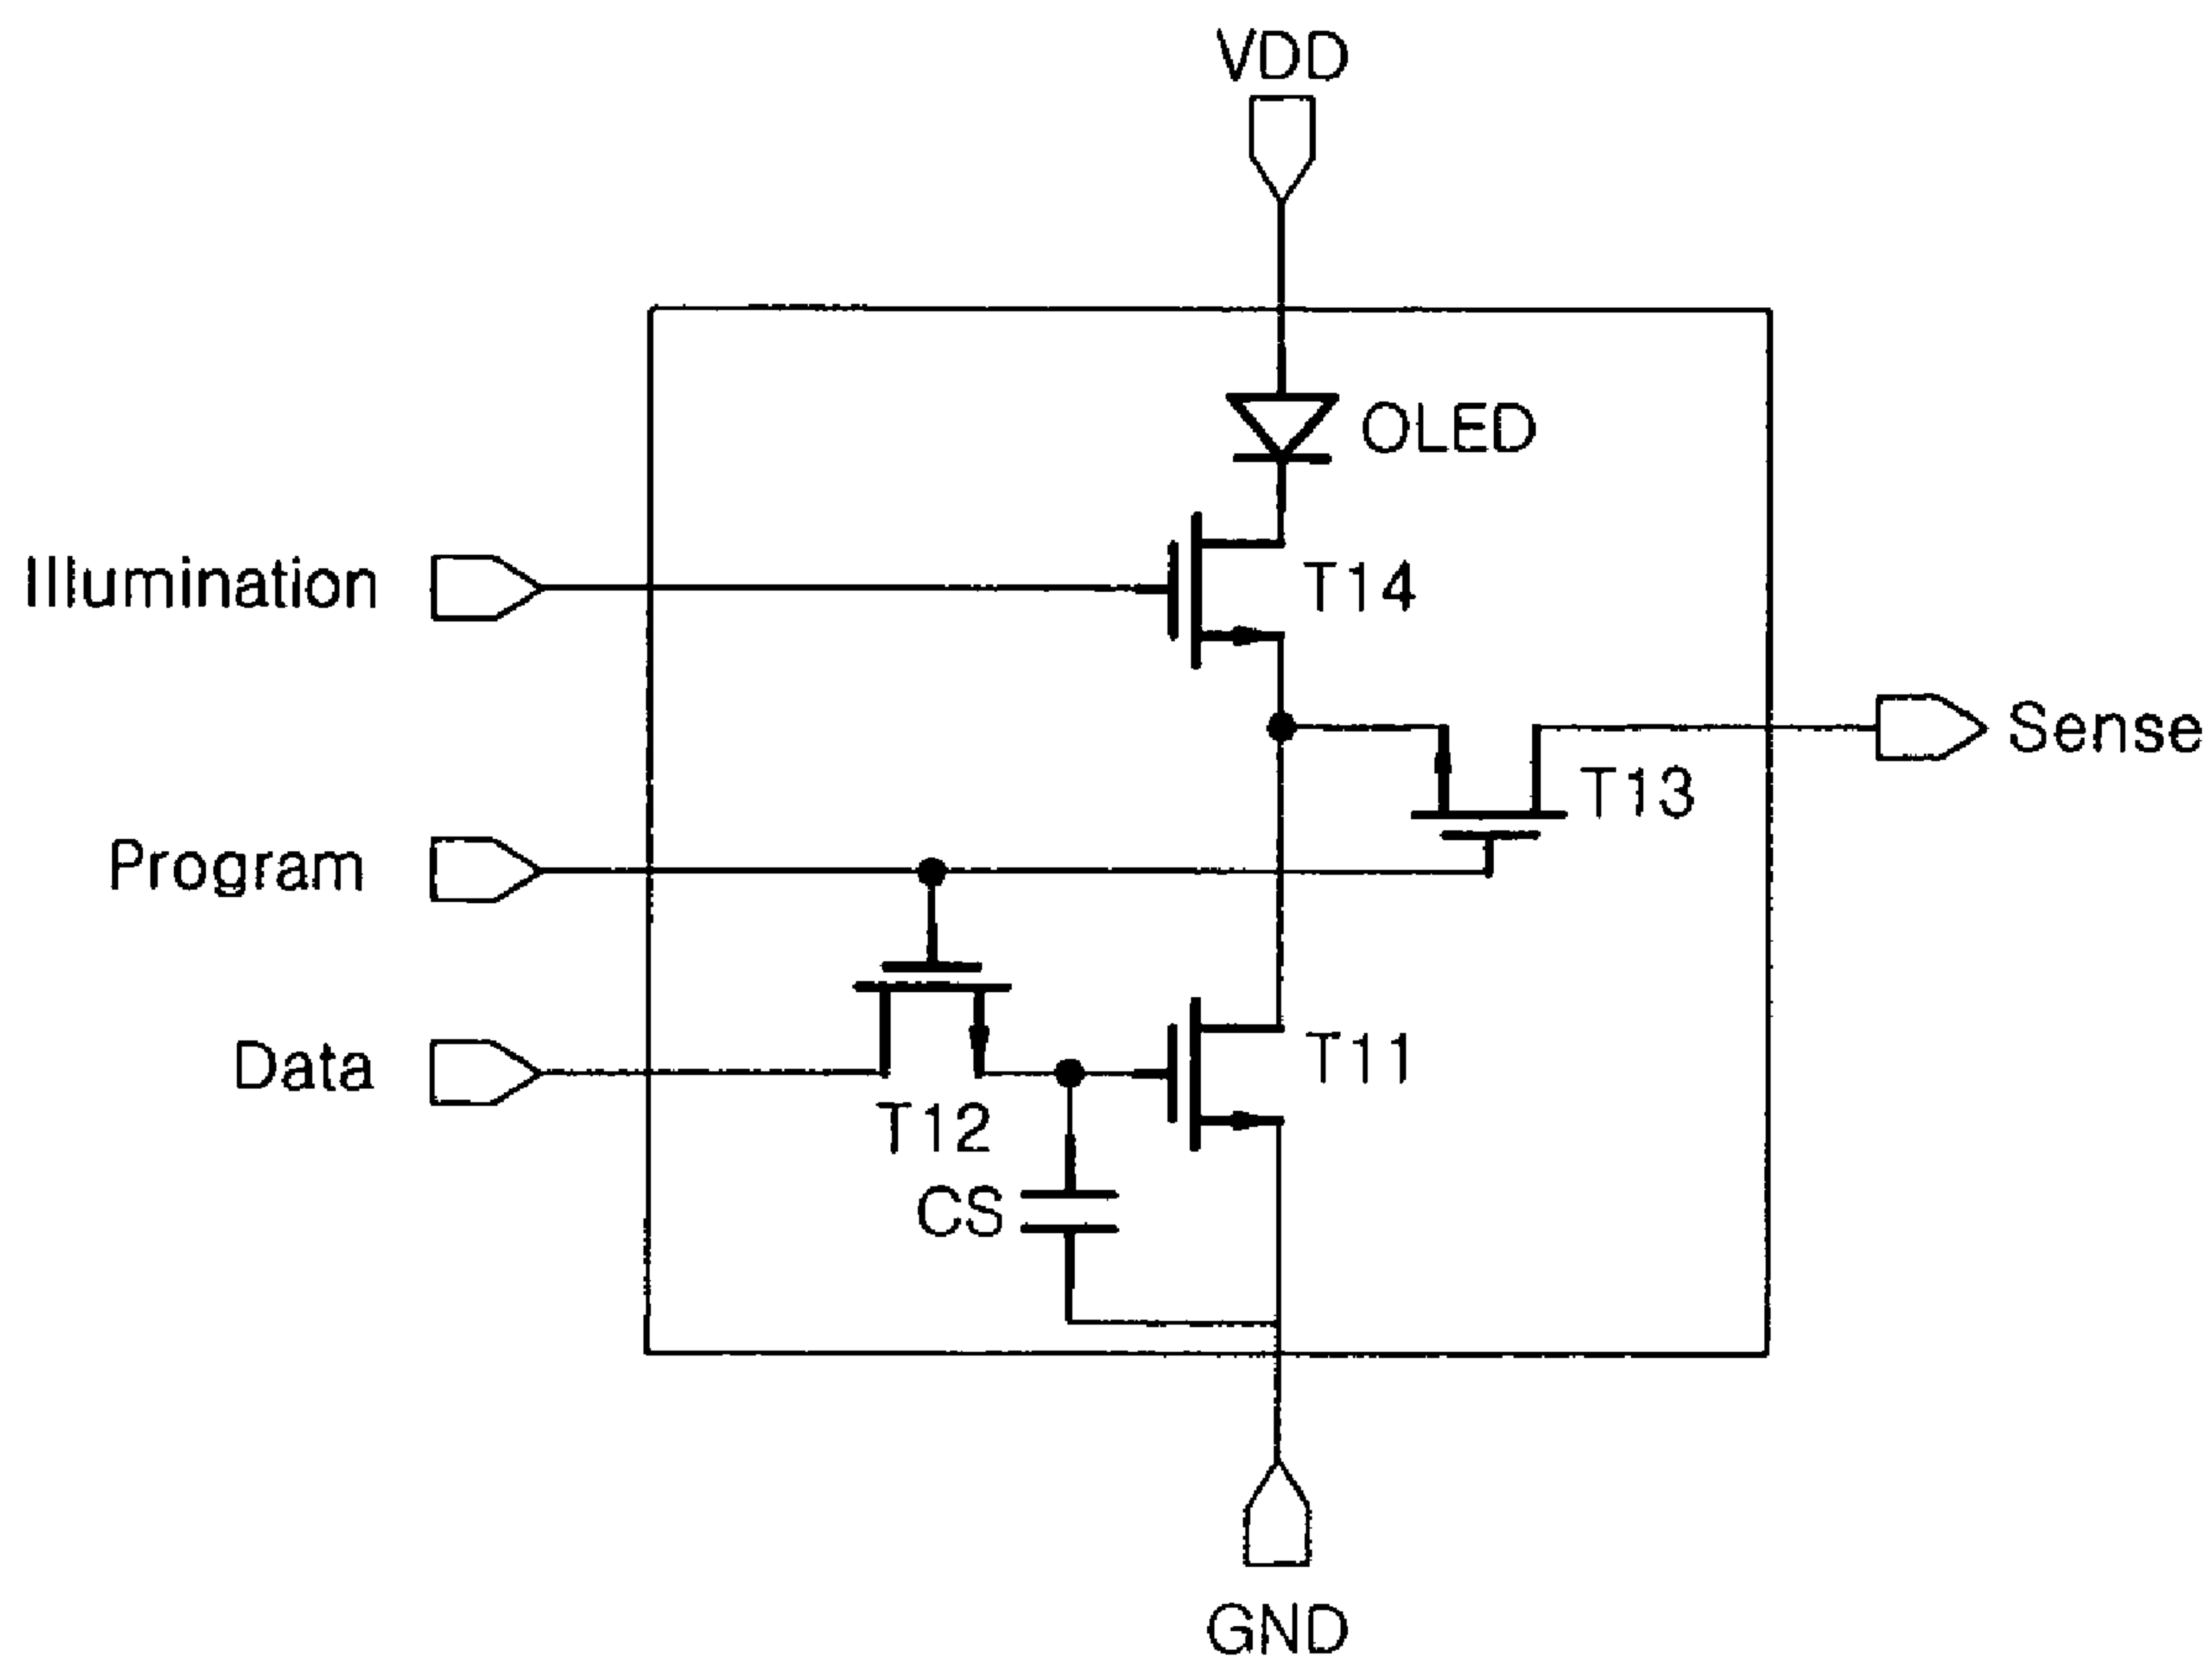 VDD
OLED
Illumination
T14
Sense
T13
Program
Data
T11
T12
CS
GND